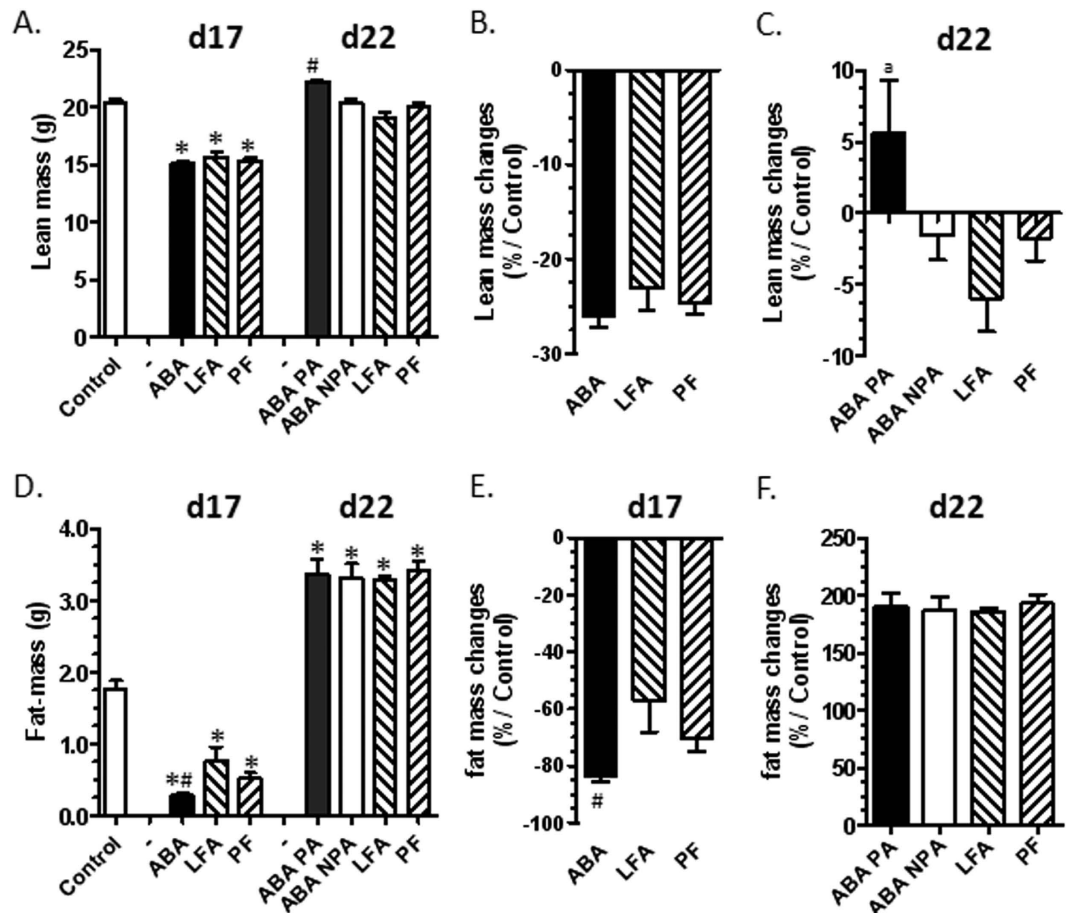 A.
d17
d22
Lean mass (g)
25
20
15
10
5
0
*
*
*
#
Control
-
ABA
LFA
PF
-
ABA PA
ABA NPA
LFA
PF
B.
Lean mass changes
(% / Control)
0
-10
-20
-30
ABA
LFA
PF
C.
d22
Lean mass changes
(% / Control)
10
5
0
-5
-10
a
ABA PA
ABA NPA
LFA
PF
D.
d17
d22
Fat-mass (g)
4.0
3.0
2.0
1.0
0.0
*#
*
*
*
*
*
*
Control
-
ABA
LFA
PF
-
ABA PA
ABA NPA
LFA
PF
E.
d17
fat mass changes
(% / Control)
0
-20
-40
-60
-80
-100
#
ABA
LFA
PF
F.
d22
fat mass changes
(% / Control)
250
200
150
100
50
0
ABA PA
ABA NPA
LFA
PF